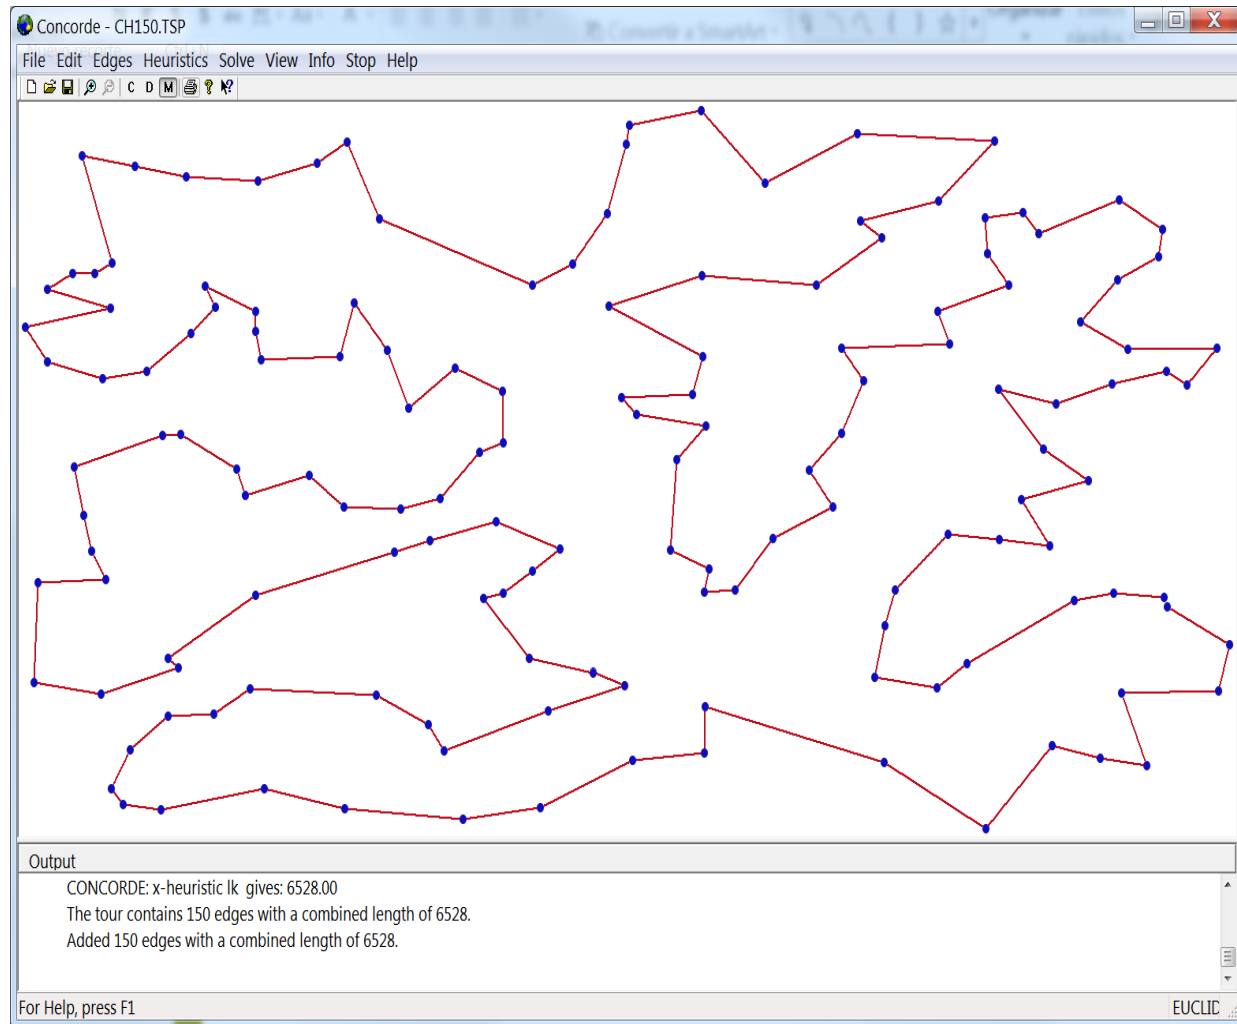 Concorde - CH150.TSP
File Edit Edges Heuristics Solve View Info Stop Help
C D M
Output
CONCORDE: x-heuristic lk gives: 6528.00
The tour contains 150 edges with a combined length of 6528.
Added 150 edges with a combined length of 6528.
For Help, press F1
EUCLID